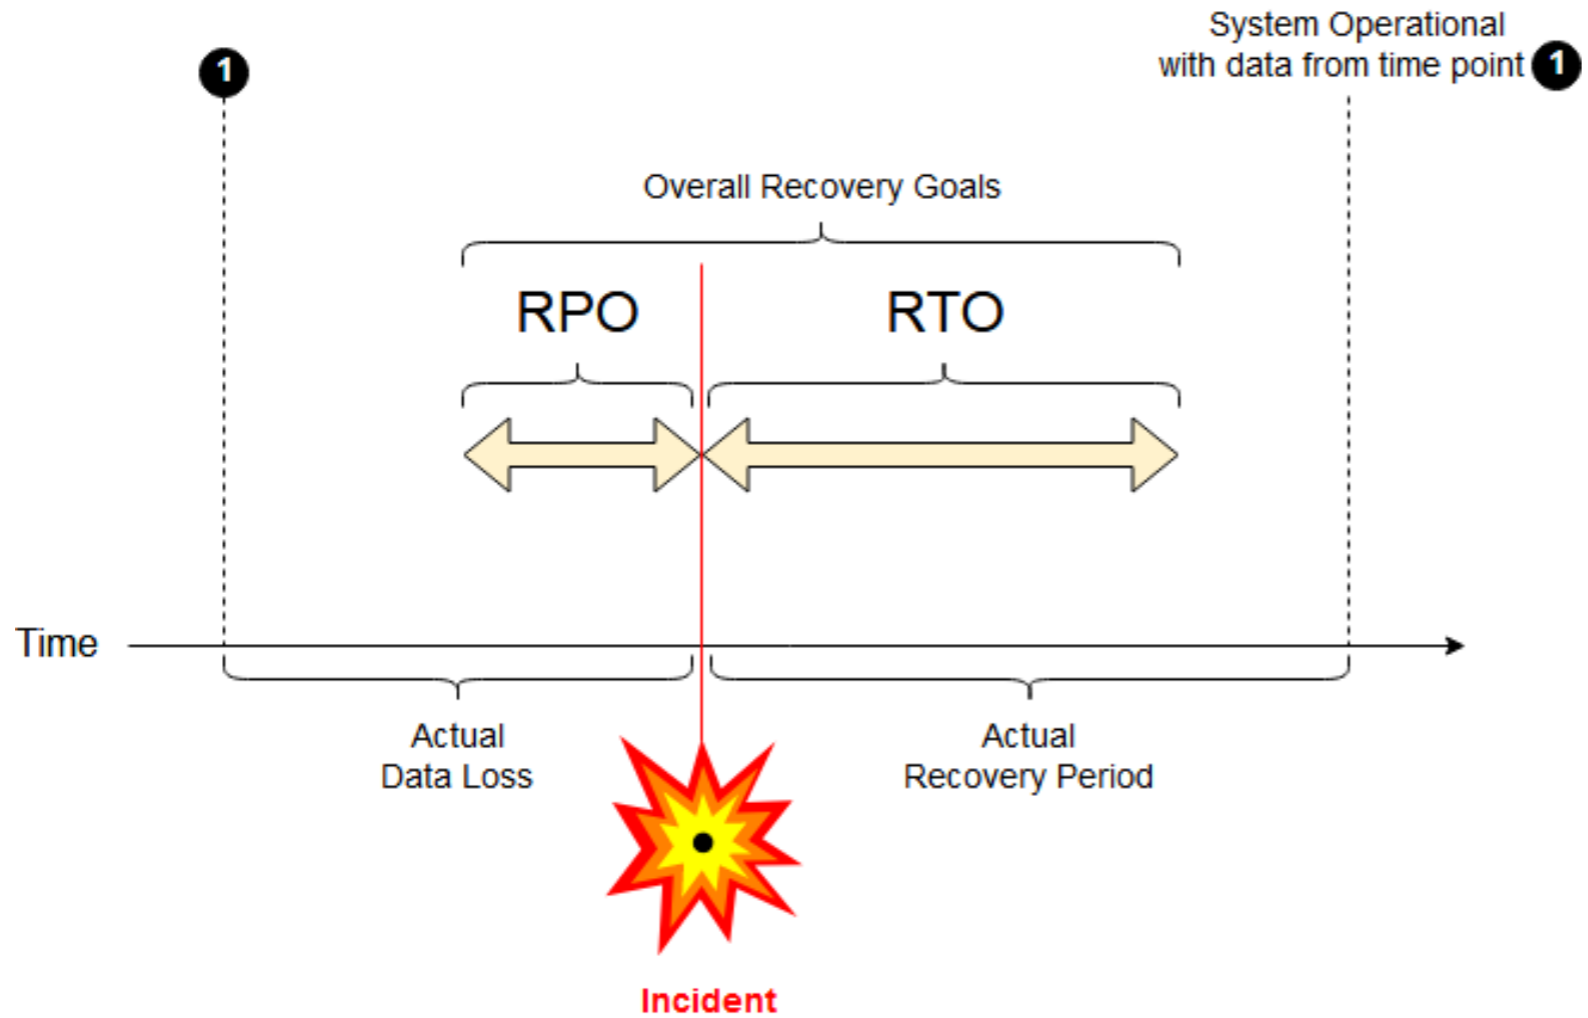 System Operational
1
with data from time point 1
Overall Recovery Goals
RPO
RTO
Time
Actual
Data Loss
Actual
Recovery Period
Incident